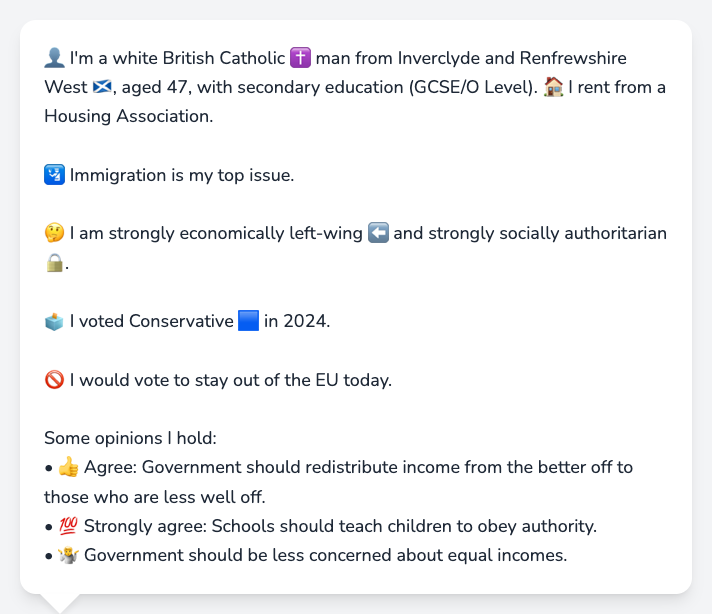 👤 I'm a white British Catholic ✝️ man from Inverclyde and Renfrewshire
West 🏴󠁧󠁢󠁳󠁣󠁴󠁿, aged 47, with secondary education (GCSE/O Level). 🏠 I rent from a
Housing Association.
🛂 Immigration is my top issue.
🤔 I am strongly economically left-wing ⬅️ and strongly socially authoritarian
🔒.
🗳️ I voted Conservative 🟦 in 2024.
🚫 I would vote to stay out of the EU today.
Some opinions I hold:
• 👍 Agree: Government should redistribute income from the better off to
those who are less well off.
• 💯 Strongly agree: Schools should teach children to obey authority.
• 🤷 Government should be less concerned about equal incomes.